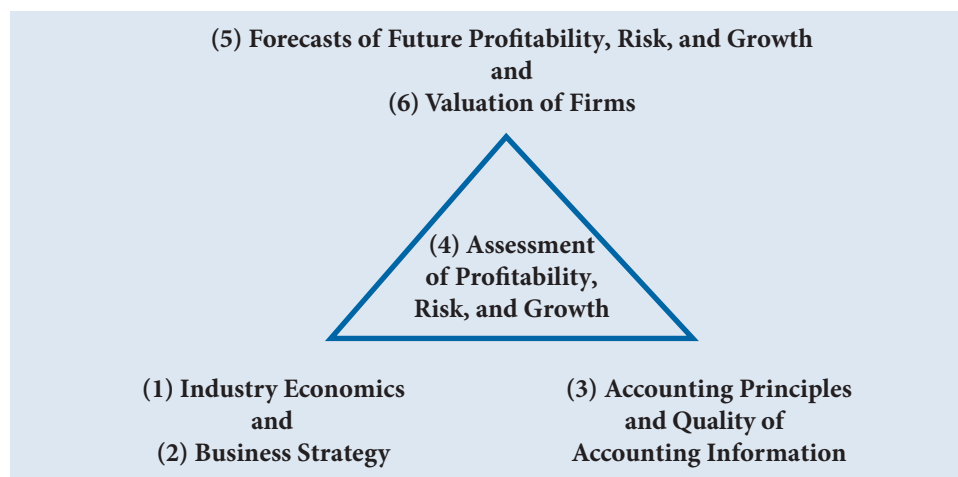 (5) Forecasts of Future Profitability, Risk, and Growth
and
(6) Valuation of Firms
(4) Assessment
of Profitability,
Risk, and Growth
(1) Industry Economics
and
(2) Business Strategy
(3) Accounting Principles
and Quality of
Accounting Information